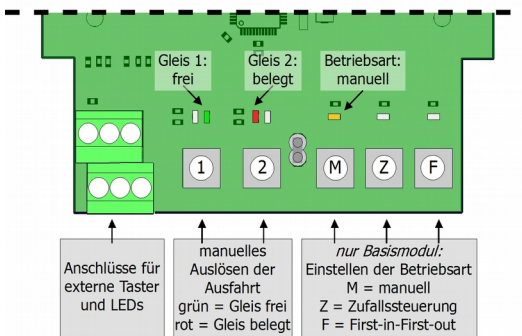 Gleis 1:
frei
Gleis 2:
belegt
Betriebsart:
manuell
1
2
M
Z
F
Anschlüsse für
externe Taster
und LEDs
manuelles
Auslösen der
Ausfahrt
grün = Gleis frei
rot = Gleis belegt
nur Basismodul:
Einstellen der Betriebsart
M = manuell
Z = Zufallssteuerung
F = First-in-First-out